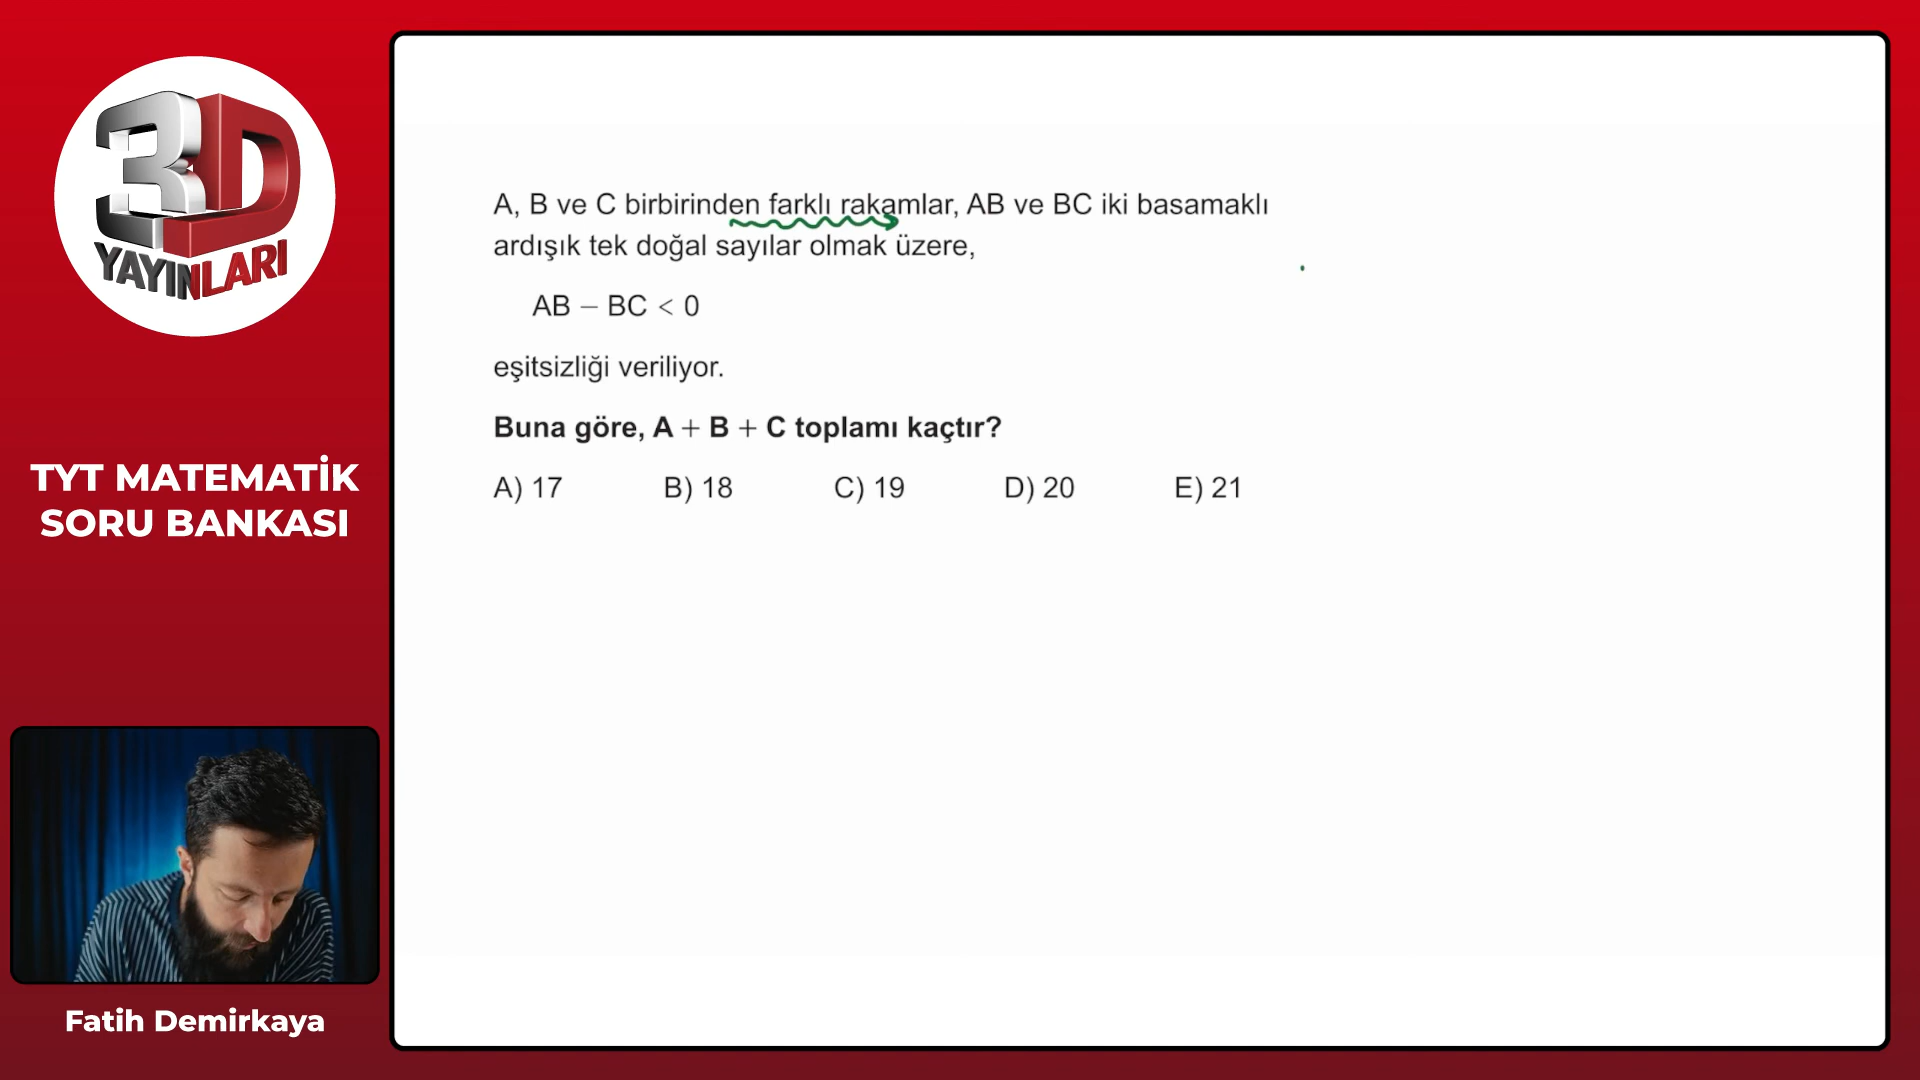 3D
YAYINLARI
TYT MATEMATİK
SORU BANKASI
Fatih Demirkaya
A, B ve C birbirinden farklı rakamlar, AB ve BC iki basamaklı
ardışık tek doğal sayılar olmak üzere,
AB − BC < 0
eşitsizliği veriliyor.
Buna göre, A + B + C toplamı kaçtır?
A) 17 B) 18 C) 19 D) 20 E) 21